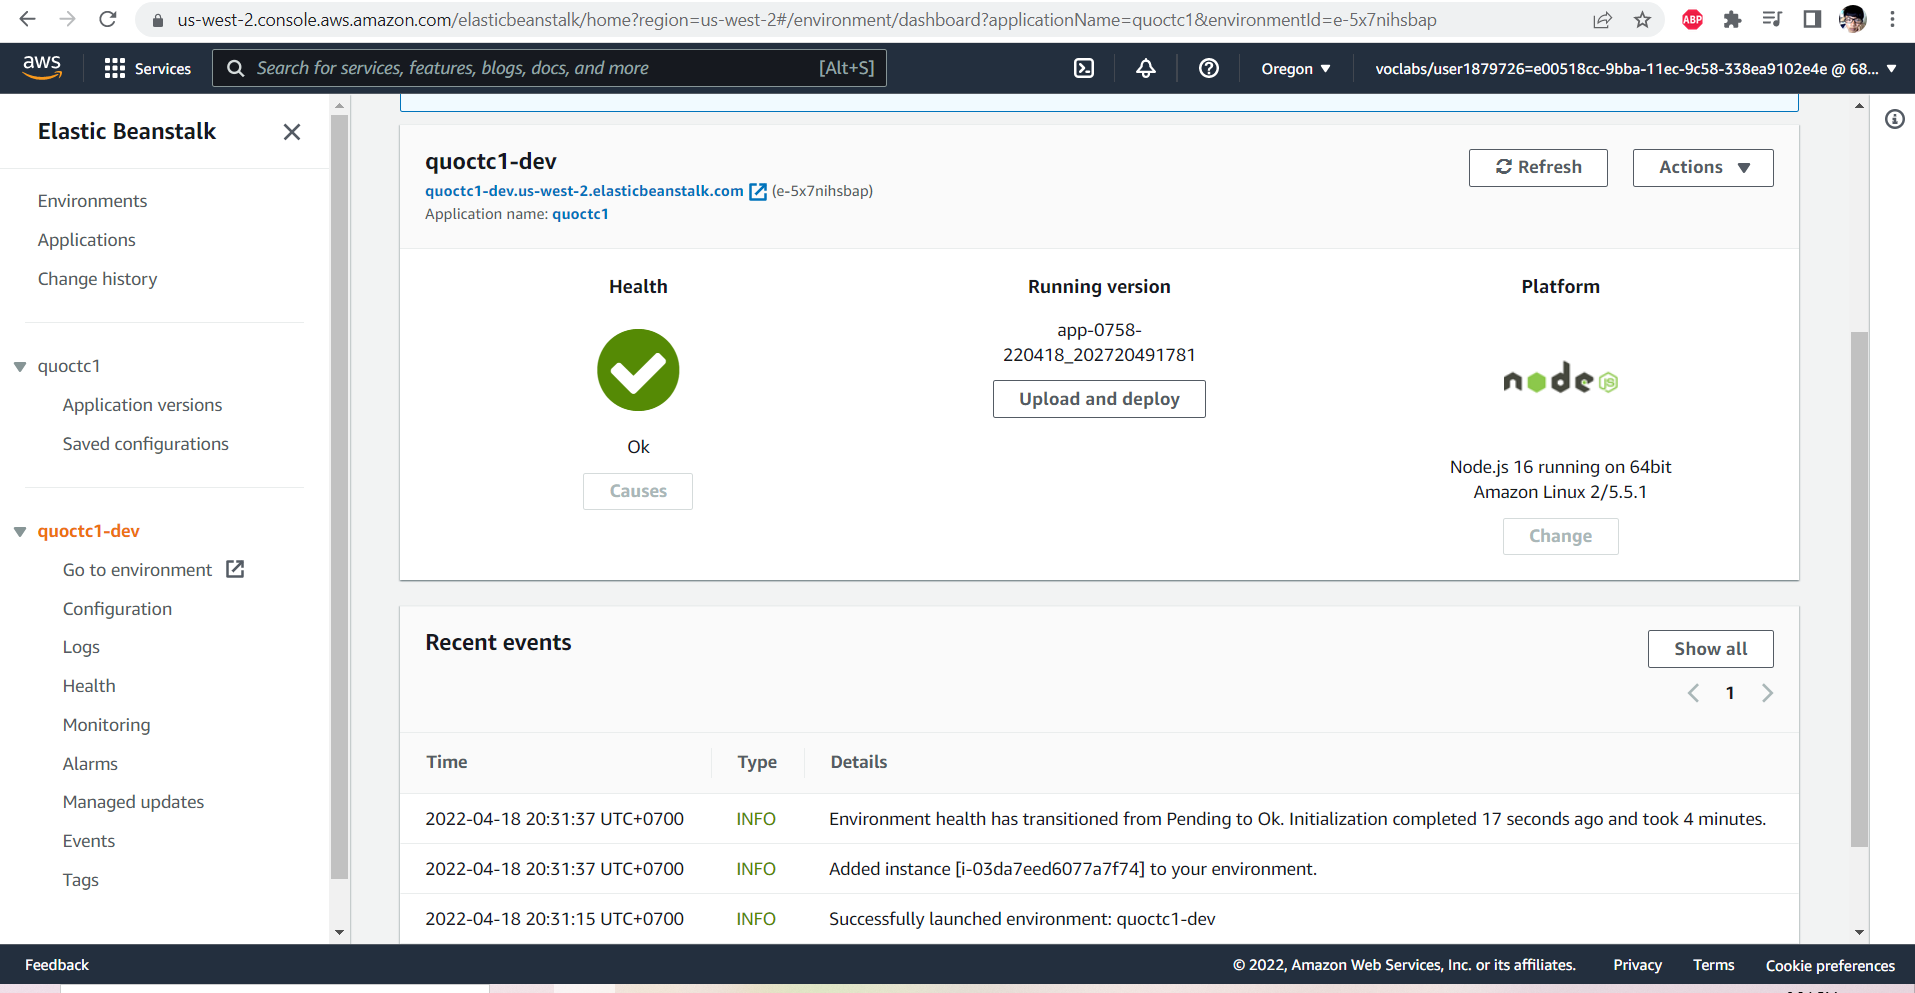 us-west-2.console.aws.amazon.com/elasticbeanstalk/home?region=us-west-2#/environment/dashboard?applicationName=quoctc1&environmentId=e-5x7nihsbap
ABP
aws
Services
Search for services, features, blogs, docs, and more
[Alt+S]
Oregon
voclabs/user1879726=e00518cc-9bba-11ec-9c58-338ea9102e4e @ 68...
Elastic Beanstalk
Environments
Applications
Change history
quoctc1
Application versions
Saved configurations
quoctc1-dev
Go to environment
Configuration
Logs
Health
Monitoring
Alarms
Managed updates
Events
Tags
quoctc1-dev
quoctc1-dev.us-west-2.elasticbeanstalk.com (e-5x7nihsbap)
Application name: quoctc1
Refresh
Actions
Health
Ok
Causes
Running version
app-0758-
220418_202720491781
Upload and deploy
Platform
node
JS
Node.js 16 running on 64bit
Amazon Linux 2/5.5.1
Change
Recent events
Show all
1
Time Type Details
2022-04-18 20:31:37 UTC+0700 INFO Environment health has transitioned from Pending to Ok. Initialization completed 17 seconds ago and took 4 minutes.
2022-04-18 20:31:37 UTC+0700 INFO Added instance [i-03da7eed6077a7f74] to your environment.
2022-04-18 20:31:15 UTC+0700 INFO Successfully launched environment: quoctc1-dev
Feedback
© 2022, Amazon Web Services, Inc. or its affiliates.
Privacy
Terms
Cookie preferences